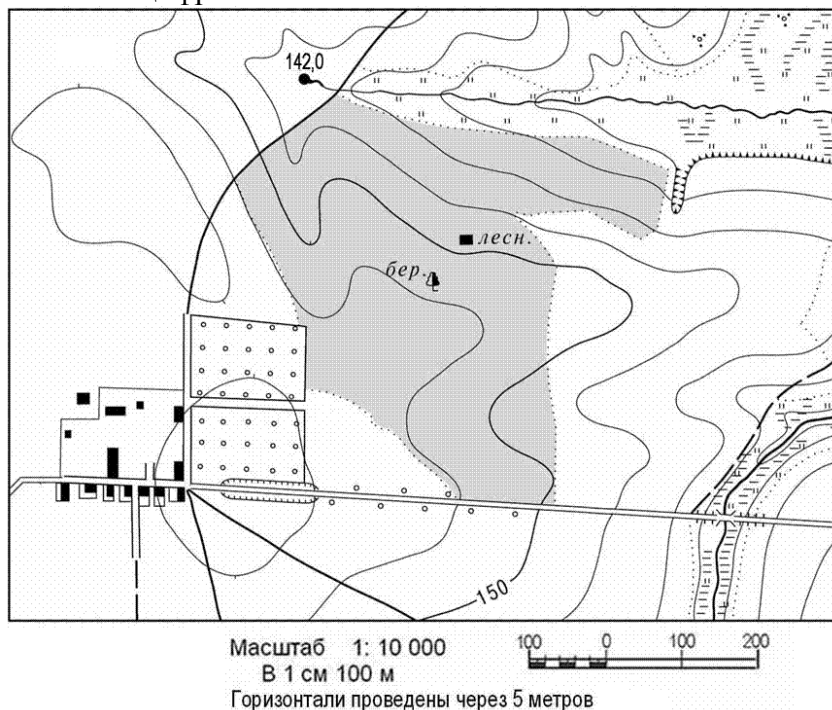 142,0
лесн.
бер.
150
Масштаб 1: 10 000
В 1 см 100 м
100 0 100 200
Горизонтали проведены через 5 метров